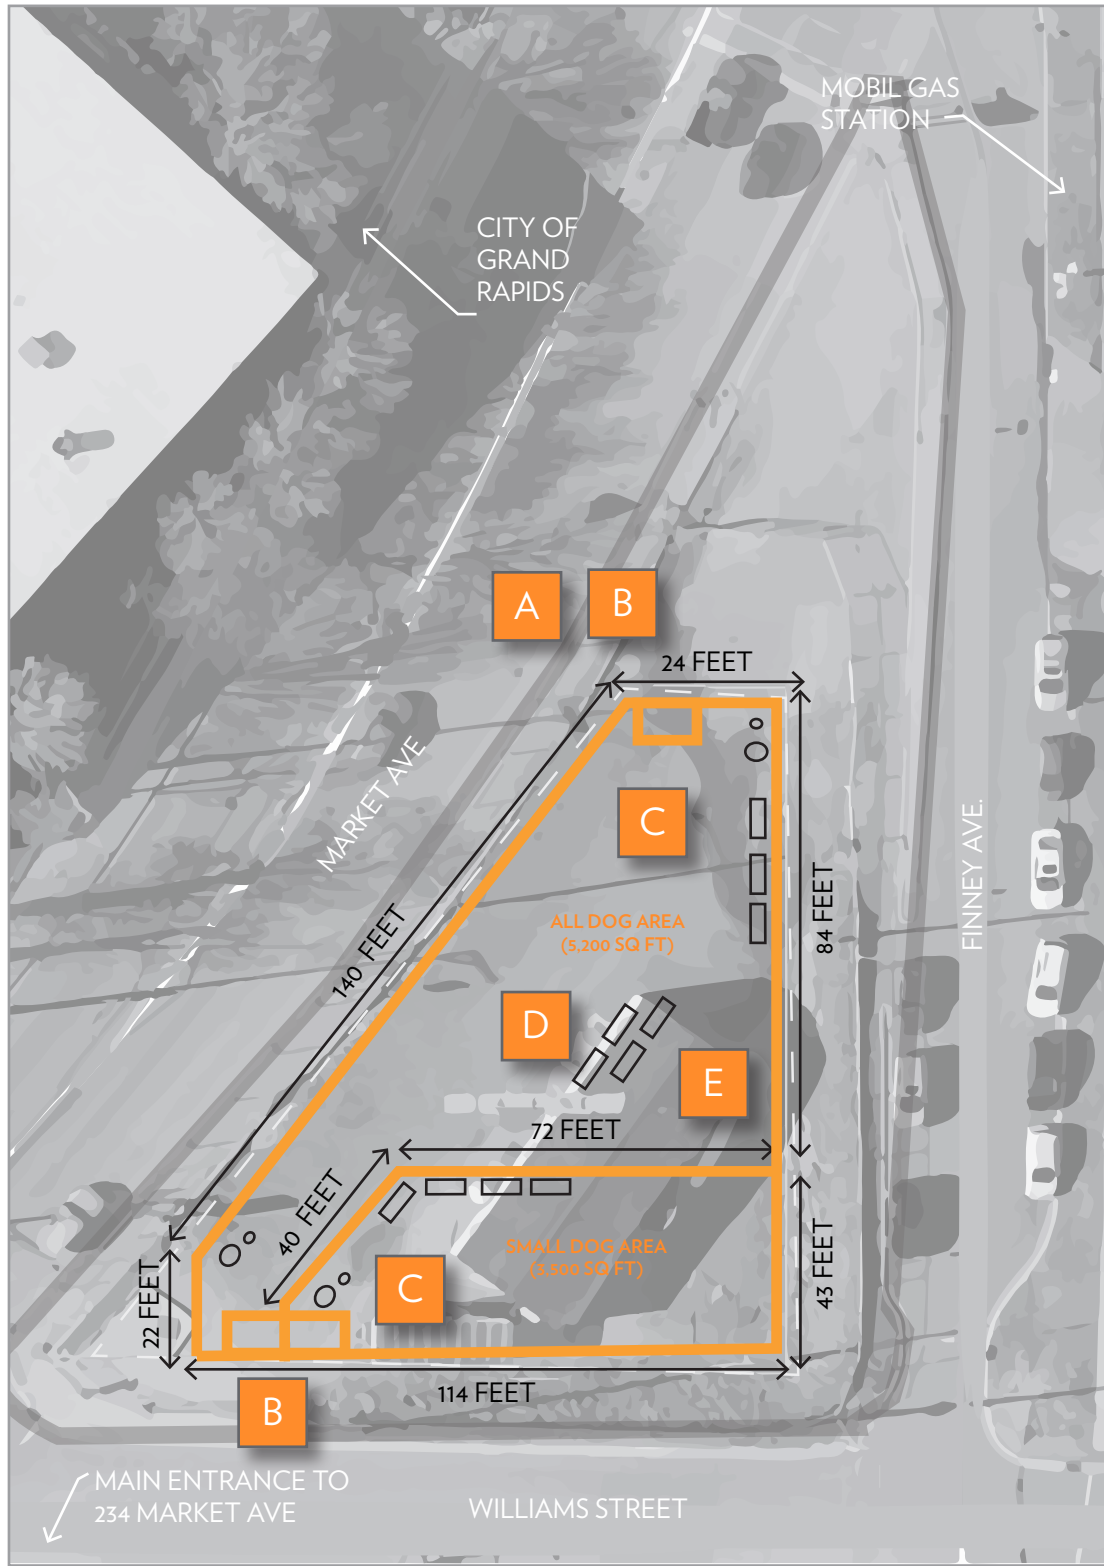 MOBIL GAS
STATION
CITY OF
GRAND
RAPIDS
A
B
24 FEET
MARKET AVE
C
140 FEET
84 FEET
FINNEY AVE.
ALL DOG AREA
(5,200 SQ FT)
D
E
72 FEET
40 FEET
SMALL DOG AREA
(3,500 SQ FT)
C
22 FEET
43 FEET
114 FEET
B
MAIN ENTRANCE TO
234 MARKET AVE
WILLIAMS STREET